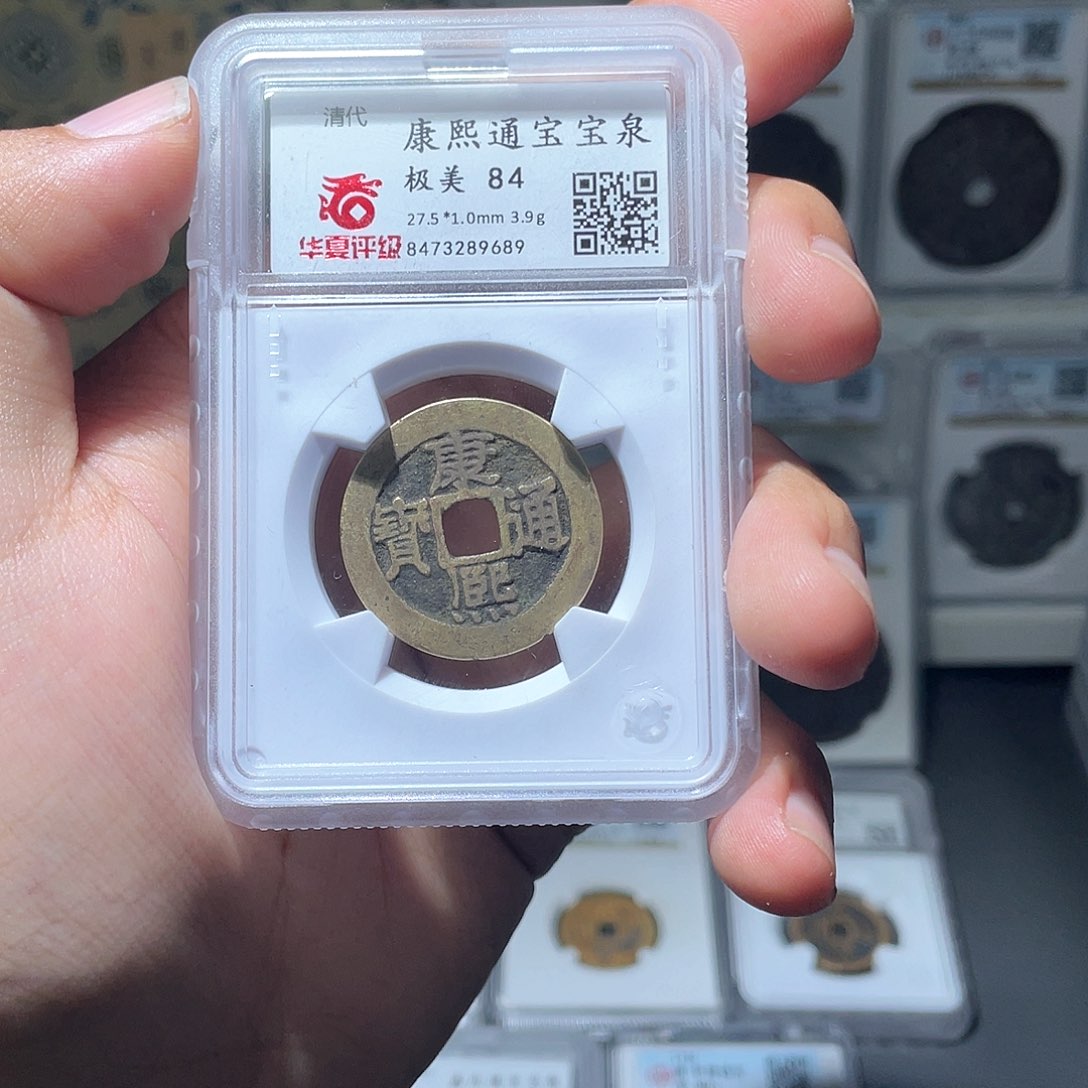 清代
康熙通宝宝泉
极美 84
27.5*1.0mm 3.9g
华夏评级
8473289689
康
寳 通
熙